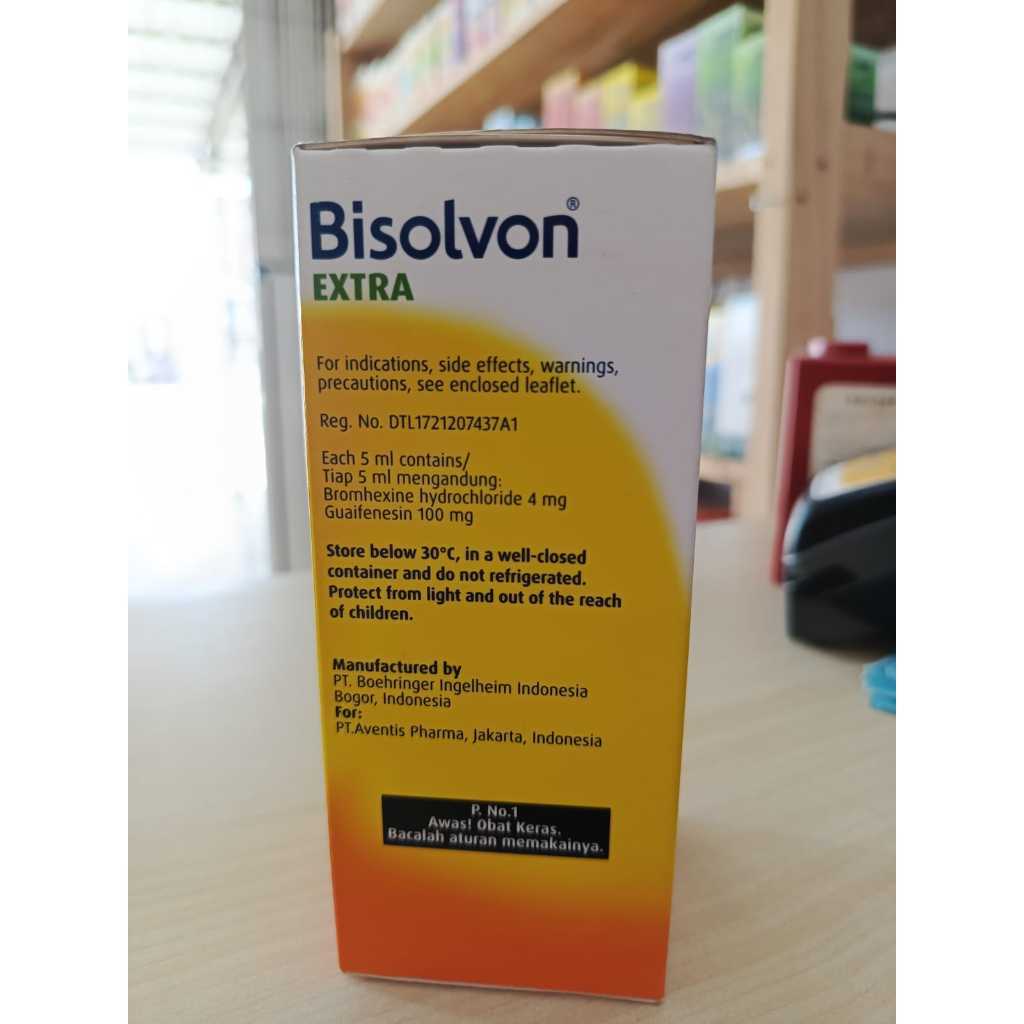 Bisolvon®
EXTRA
For indications, side effects, warnings,
precautions, see enclosed leaflet.
Reg. No. DTL1721207437A1
Each 5 ml contains/
Tiap 5 ml mengandung:
Bromhexine hydrochloride 4 mg
Guaifenesin 100 mg
Store below 30°C, in a well-closed
container and do not refrigerated.
Protect from light and out of the reach
of children.
Manufactured by
PT. Boehringer Ingelheim Indonesia
Bogor, Indonesia
For:
PT.Aventis Pharma, Jakarta, Indonesia
P. No.1
Awas! Obat Keras.
Bacalah aturan memakainya.